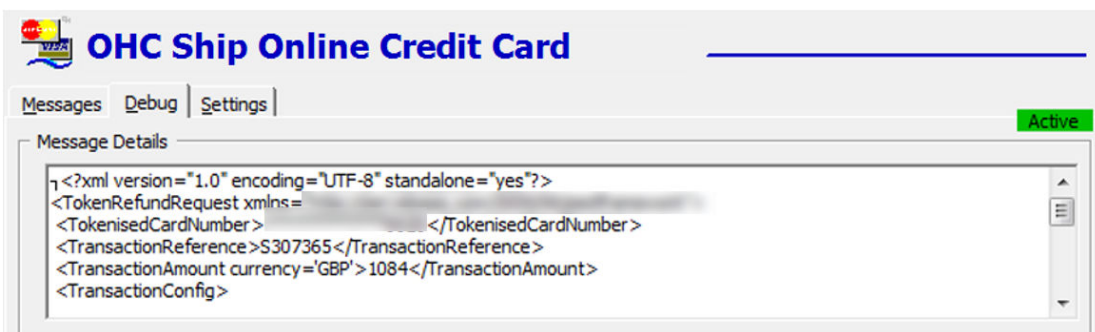 OHC Ship Online Credit Card
Messages Debug Settings
Active
Message Details
┐<?xml version="1.0" encoding="UTF-8" standalone="yes"?>
<TokenRefundRequest xmlns=
<TokenisedCardNumber> </TokenisedCardNumber>
<TransactionReference>S307365</TransactionReference>
<TransactionAmount currency='GBP'>1084</TransactionAmount>
<TransactionConfig>